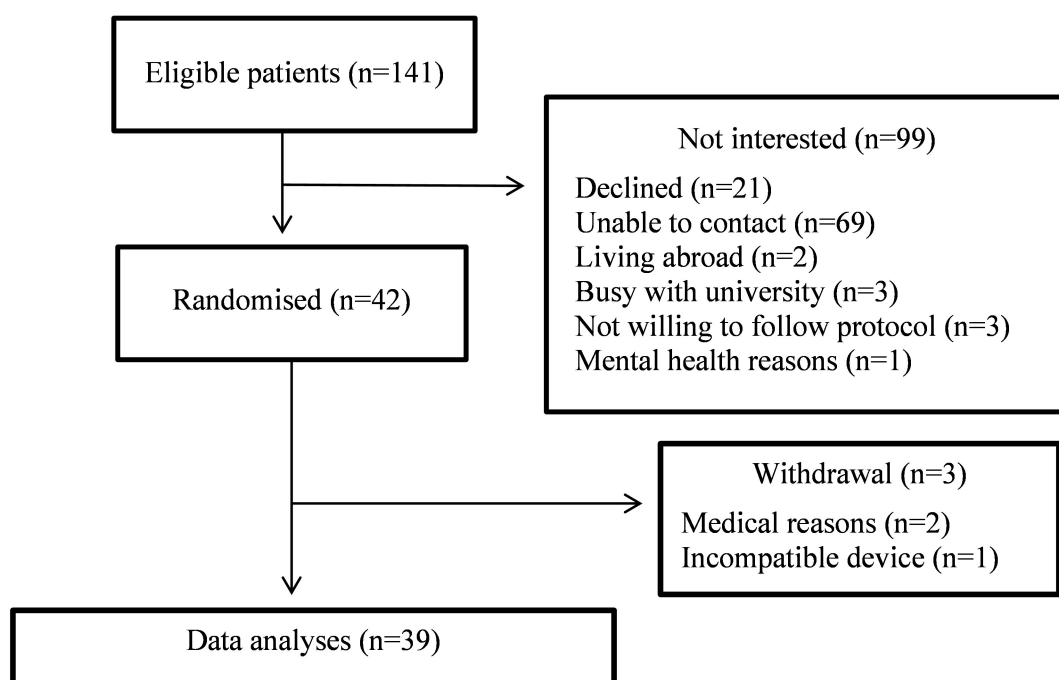 Eligible patients (n=141)
Not interested (n=99)
Declined (n=21)
Unable to contact (n=69)
Living abroad (n=2)
Busy with university (n=3)
Not willing to follow protocol (n=3)
Mental health reasons (n=1)
Randomised (n=42)
Withdrawal (n=3)
Medical reasons (n=2)
Incompatible device (n=1)
Data analyses (n=39)